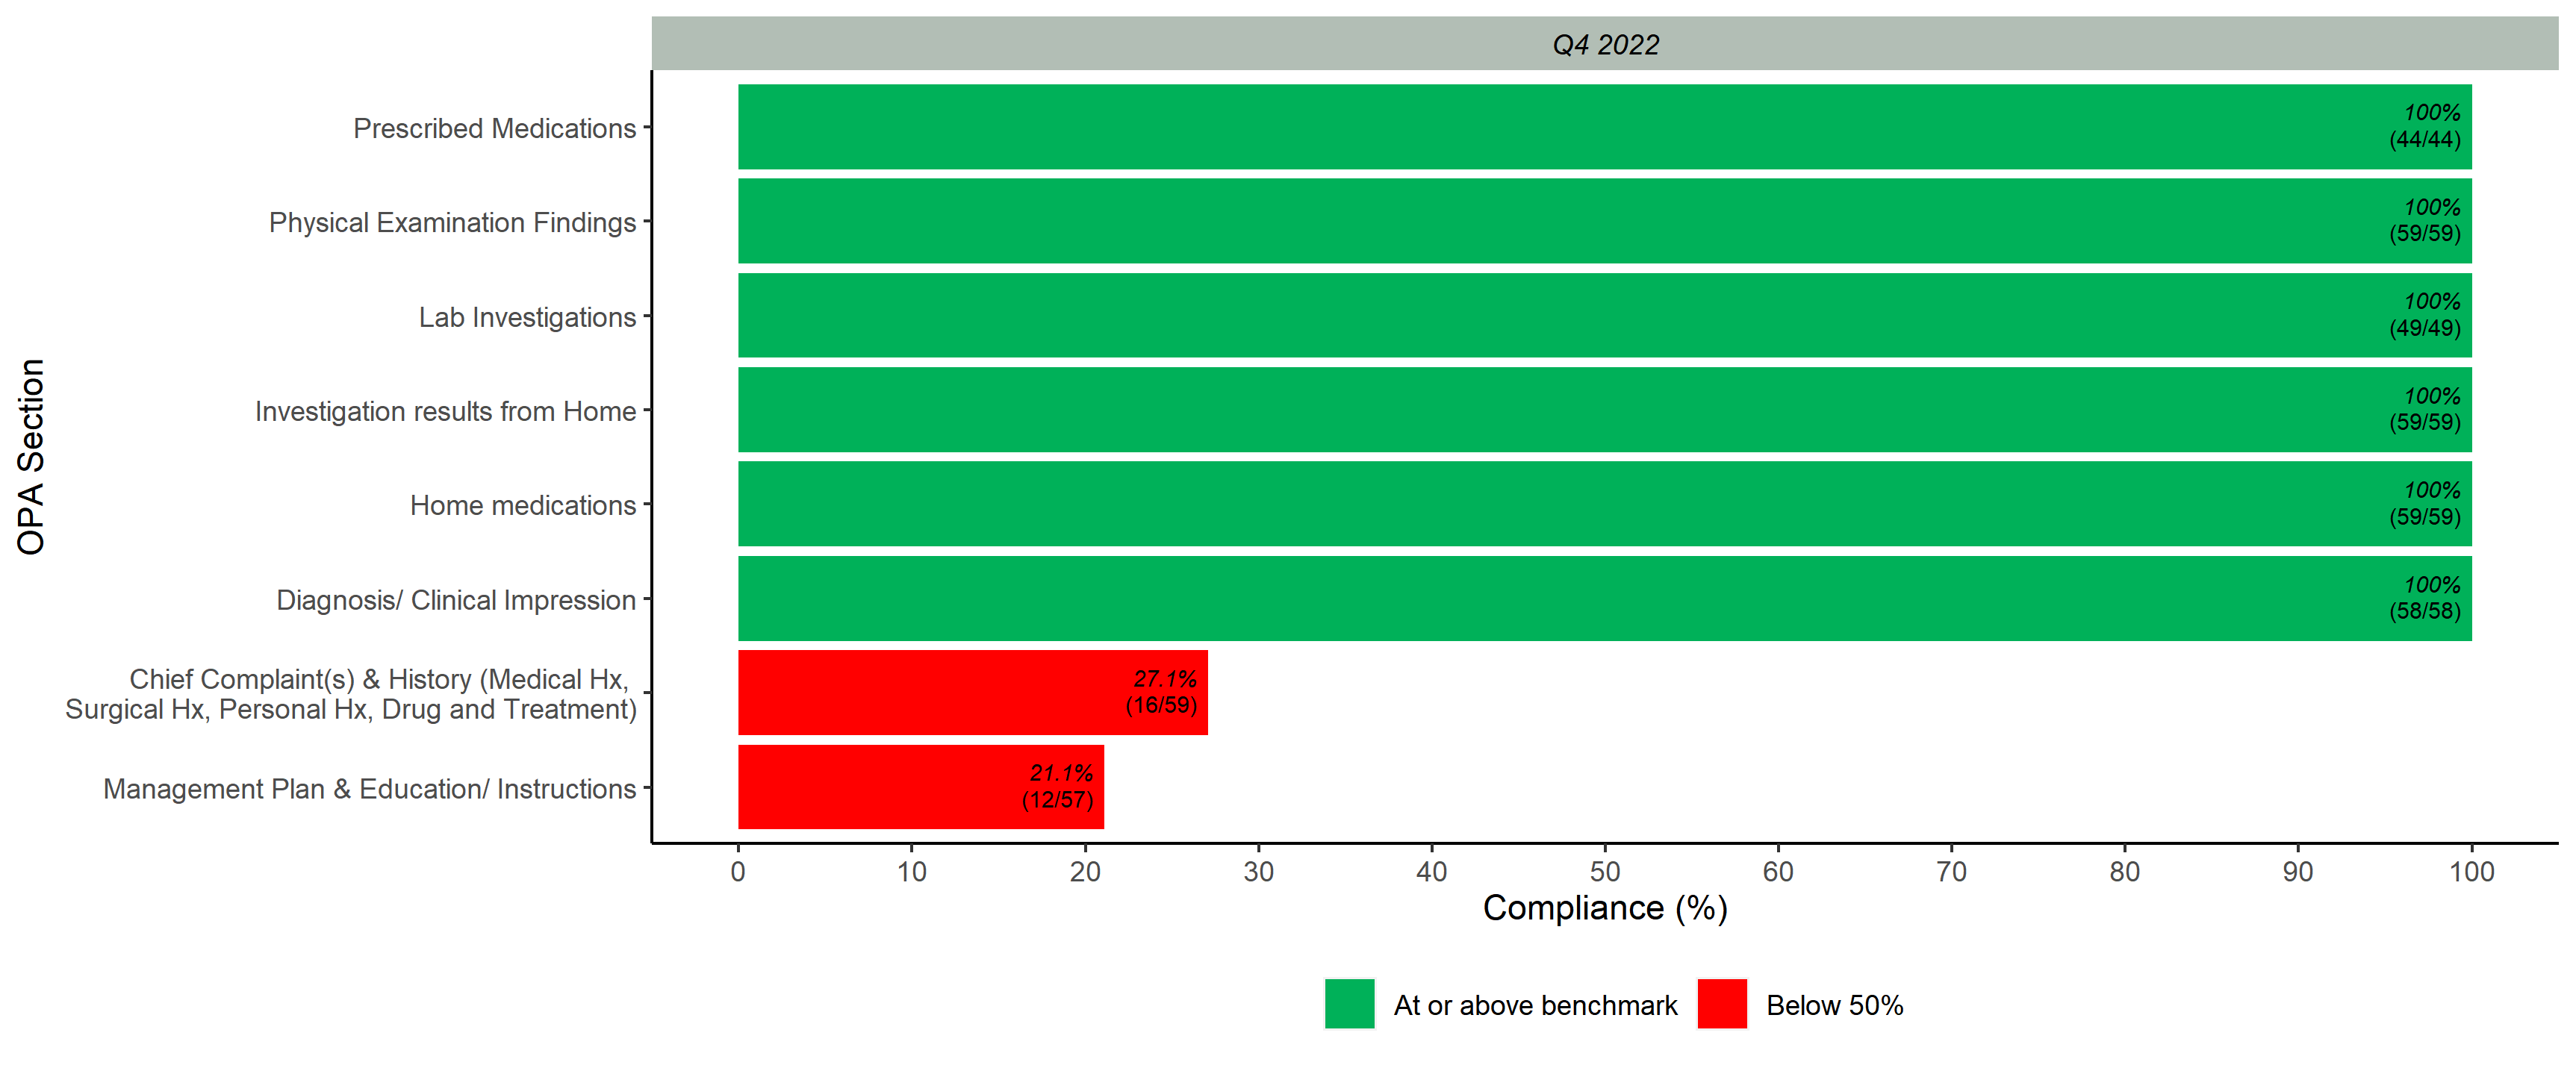 Q4 2022
OPA Section
Prescribed Medications
100%
(44/44)
Physical Examination Findings
100%
(59/59)
Lab Investigations
100%
(49/49)
Investigation results from Home
100%
(59/59)
Home medications
100%
(59/59)
Diagnosis/ Clinical Impression
100%
(58/58)
Chief Complaint(s) & History (Medical Hx,
Surgical Hx, Personal Hx, Drug and Treatment)
27.1%
(16/59)
Management Plan & Education/ Instructions
21.1%
(12/57)
0 10 20 30 40 50 60 70 80 90 100
Compliance (%)
At or above benchmark Below 50%